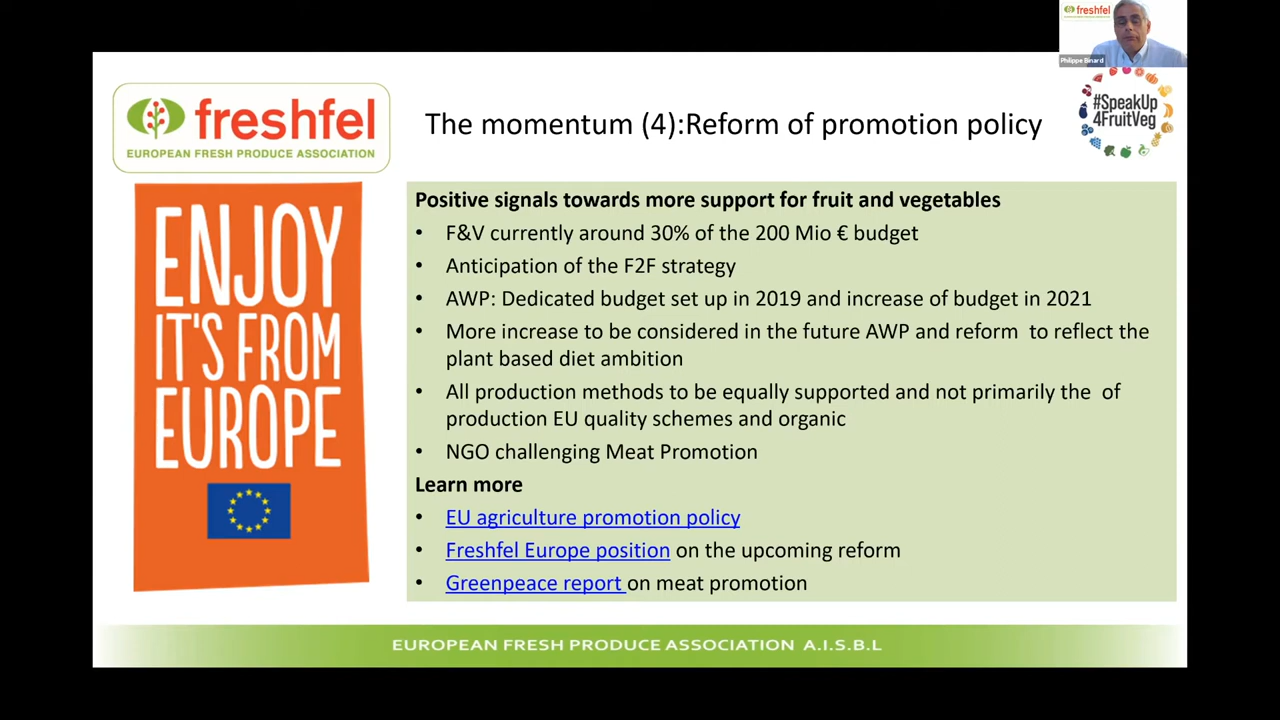 freshfel
EUROPEAN FRESH PRODUCE ASSOCIATION
Philippe Binard
freshfel
EUROPEAN FRESH PRODUCE ASSOCIATION
The momentum (4):Reform of promotion policy
#SpeakUp
4FruitVeg
ENJOY
IT'S FROM
EUROPE
Positive signals towards more support for fruit and vegetables
• F&V currently around 30% of the 200 Mio € budget
• Anticipation of the F2F strategy
• AWP: Dedicated budget set up in 2019 and increase of budget in 2021
• More increase to be considered in the future AWP and reform to reflect the
plant based diet ambition
• All production methods to be equally supported and not primarily the of
production EU quality schemes and organic
• NGO challenging Meat Promotion
Learn more
• EU agriculture promotion policy
• Freshfel Europe position on the upcoming reform
• Greenpeace report on meat promotion
EUROPEAN FRESH PRODUCE ASSOCIATION A.I.S.B.L